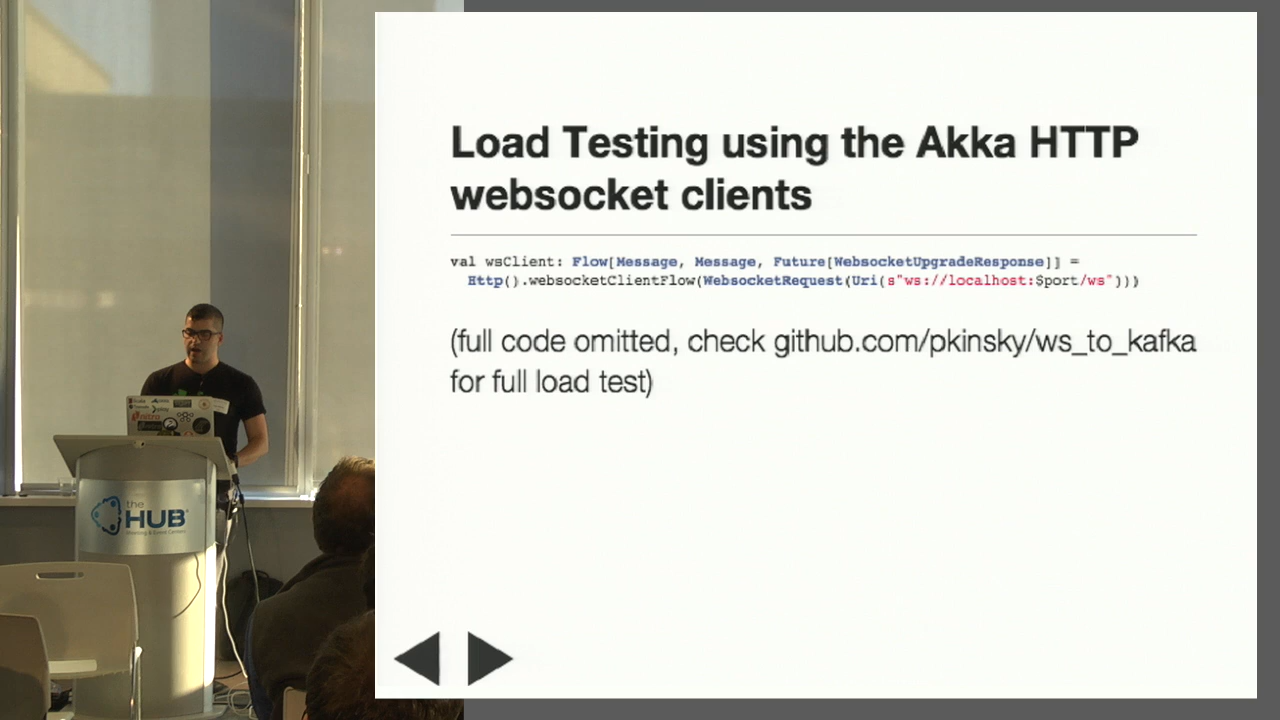 Load Testing using the Akka HTTP
websocket clients
val wsClient: Flow[Message, Message, Future[WebsocketUpgradeResponse]] =
Http().websocketClientFlow(WebsocketRequest(Uri(s"ws://localhost:$port/ws")))
(full code omitted, check github.com/pkinsky/ws_to_kafka
for full load test)
the
HUB